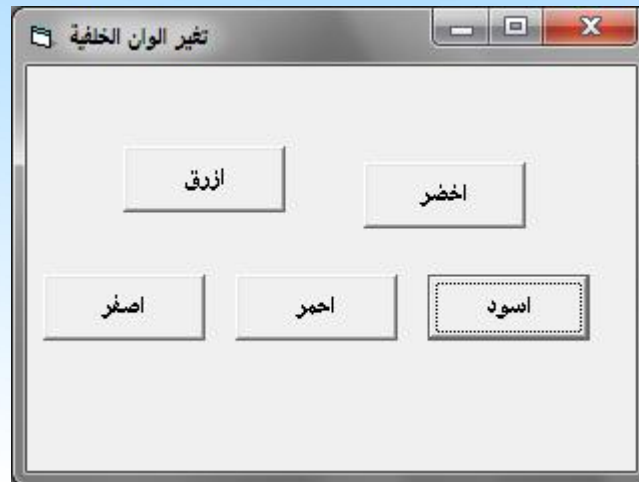 تغير الوان الخلفية
اخضر
ازرق
اسود
احمر
اصفر